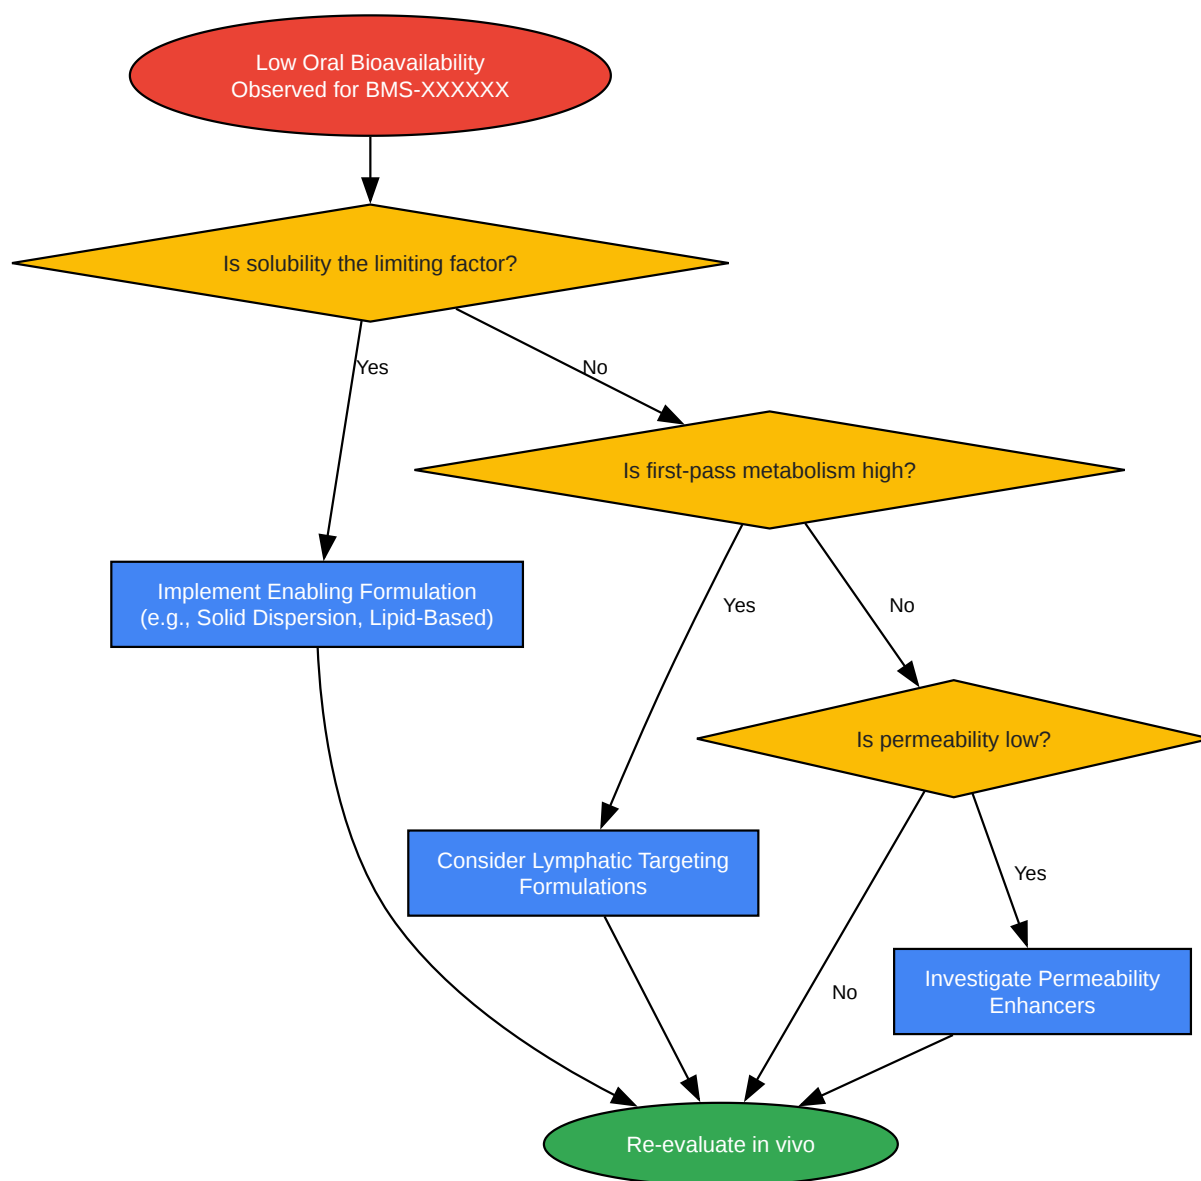 Low Oral Bioavailability
Observed for BMS-XXXXXX
Is solubility the limiting factor?
Yes
No
Is first-pass metabolism high?
Implement Enabling Formulation
(e.g., Solid Dispersion, Lipid-Based)
Yes
No
Is permeability low?
Consider Lymphatic Targeting
Formulations
Yes
Investigate Permeability
Enhancers
No
Re-evaluate in vivo